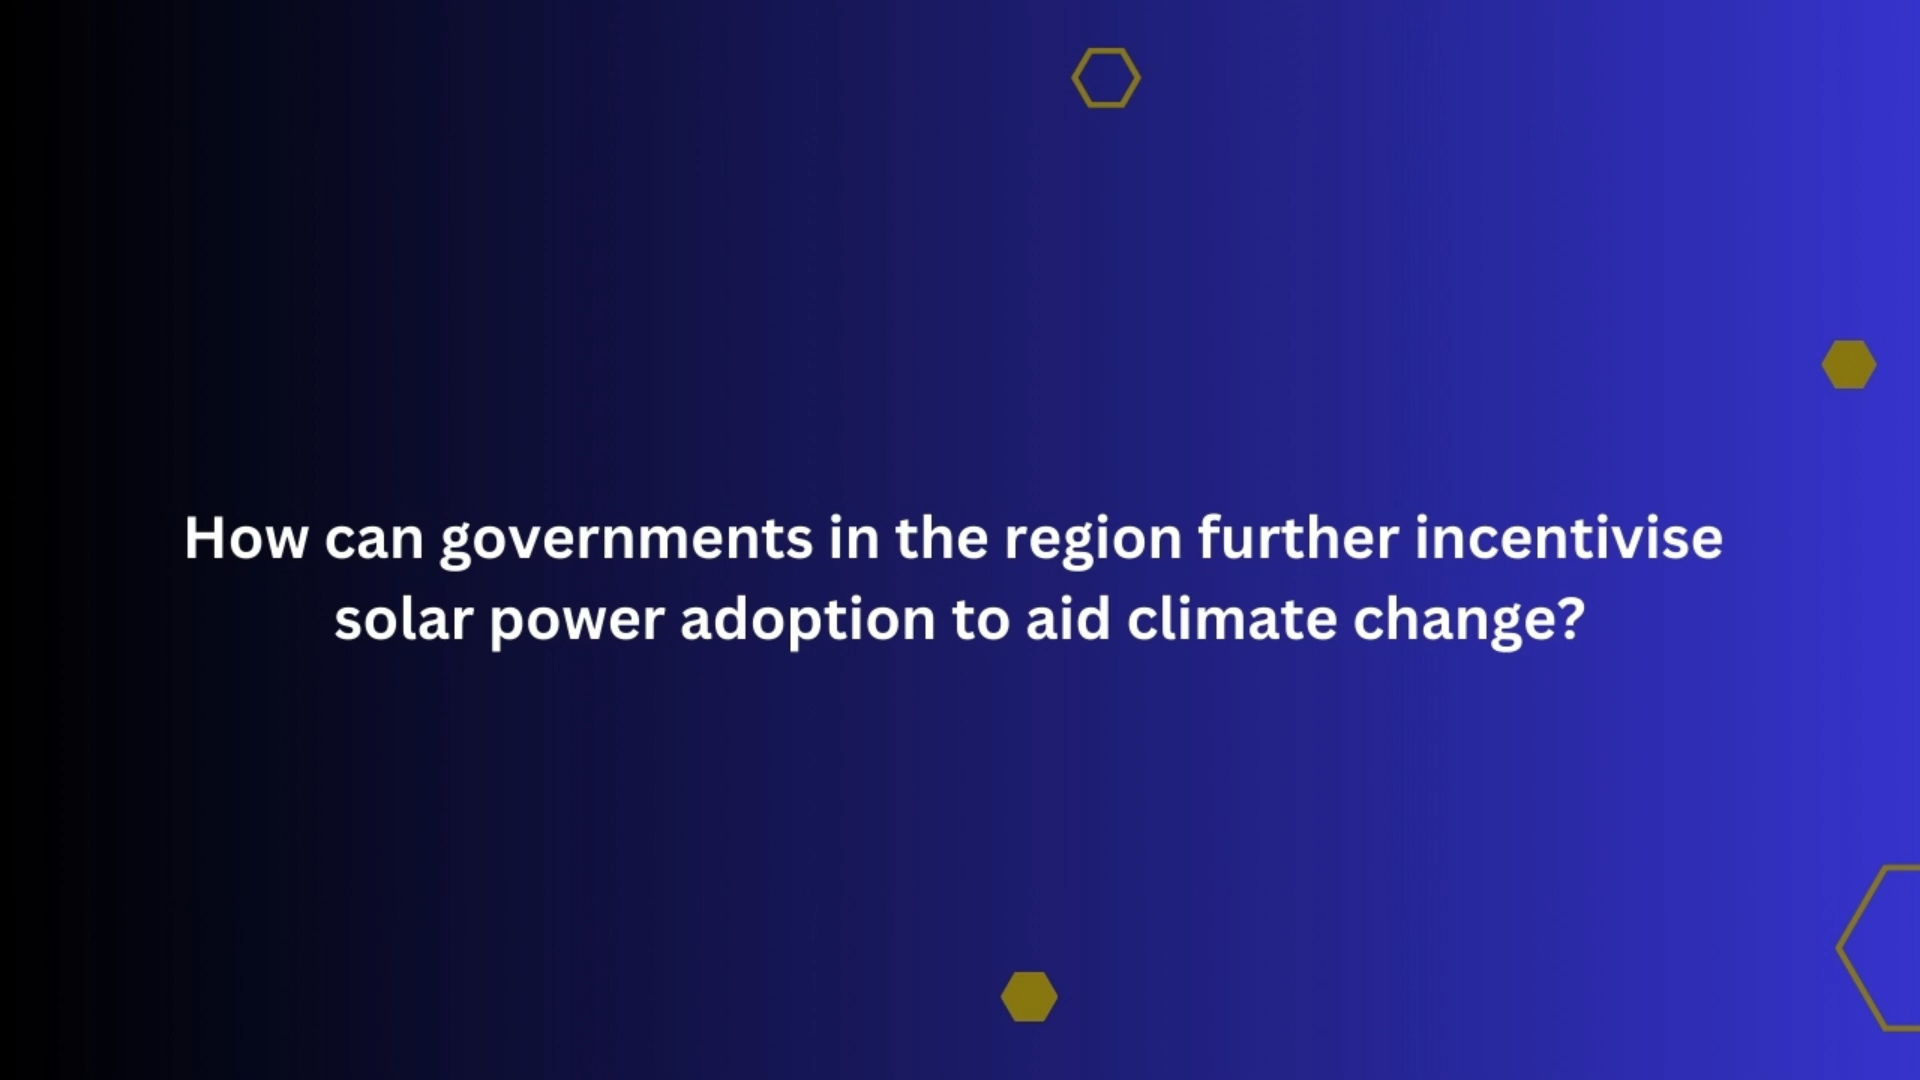 How can governments in the region further incentivise
solar power adoption to aid climate change?